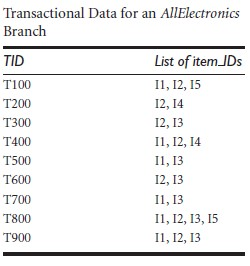 Transactional Data for an AllElectronics
Branch
TID List of item_IDs
T100 I1, I2, I5
T200 I2, I4
T300 I2, I3
T400 I1, I2, I4
T500 I1, I3
T600 I2, I3
T700 I1, I3
T800 I1, I2, I3, I5
T900 I1, I2, I3